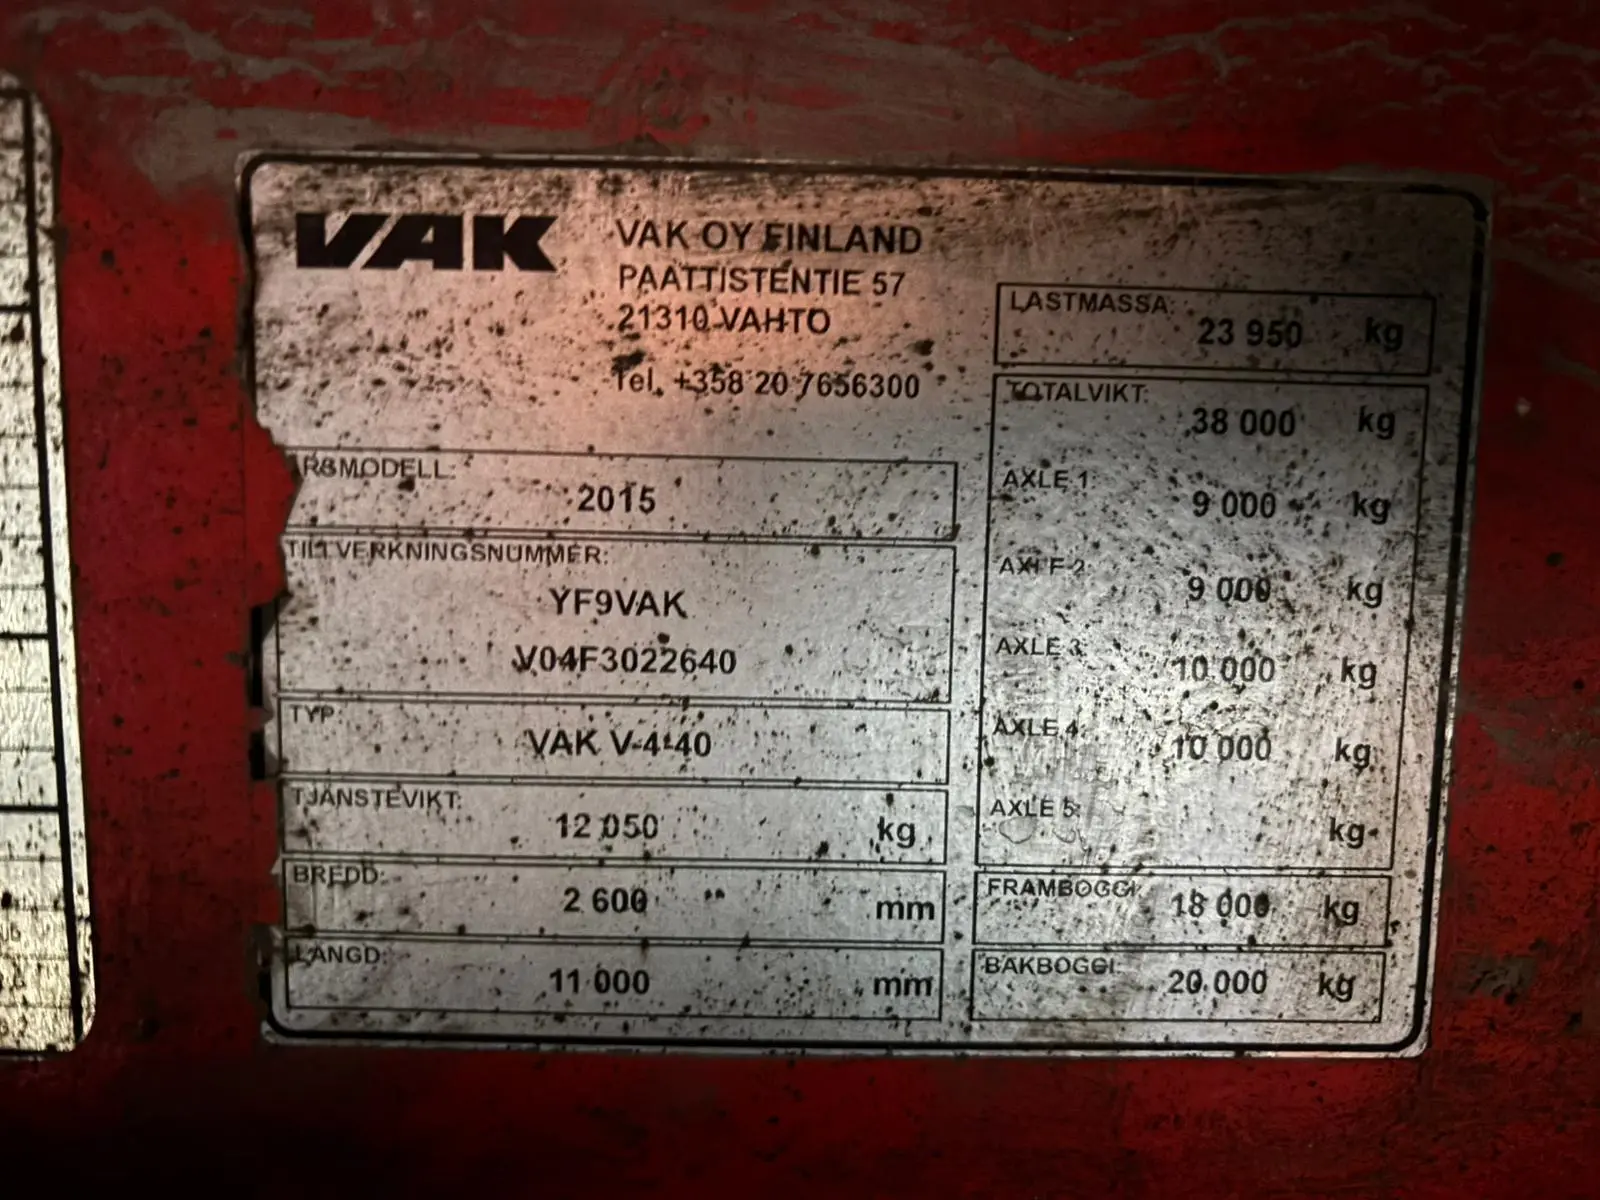 VAK
VAK OY FINLAND
PAATTISTENTIE 57
21310 VAHTO
Tel. +358 20 7656300
RSMODELL:
2015
TILLVERKNINGSNUMMER:
YF9VAK
V04F3022640
TYP:
VAK V-4-40
TJÄNSTEVIKT:
12 050 kg
BREDD:
2 600 mm
LÄNGD:
11 000 mm
LASTMASSA:
23 950 kg
TOTALVIKT:
38 000 kg
AXLE 1:
9 000 kg
AXLE 2:
9 000 kg
AXLE 3:
10 000 kg
AXLE 4:
10 000 kg
AXLE 5:
kg
FRAMBOGGI:
18 000 kg
BAKBOGGI:
20 000 kg